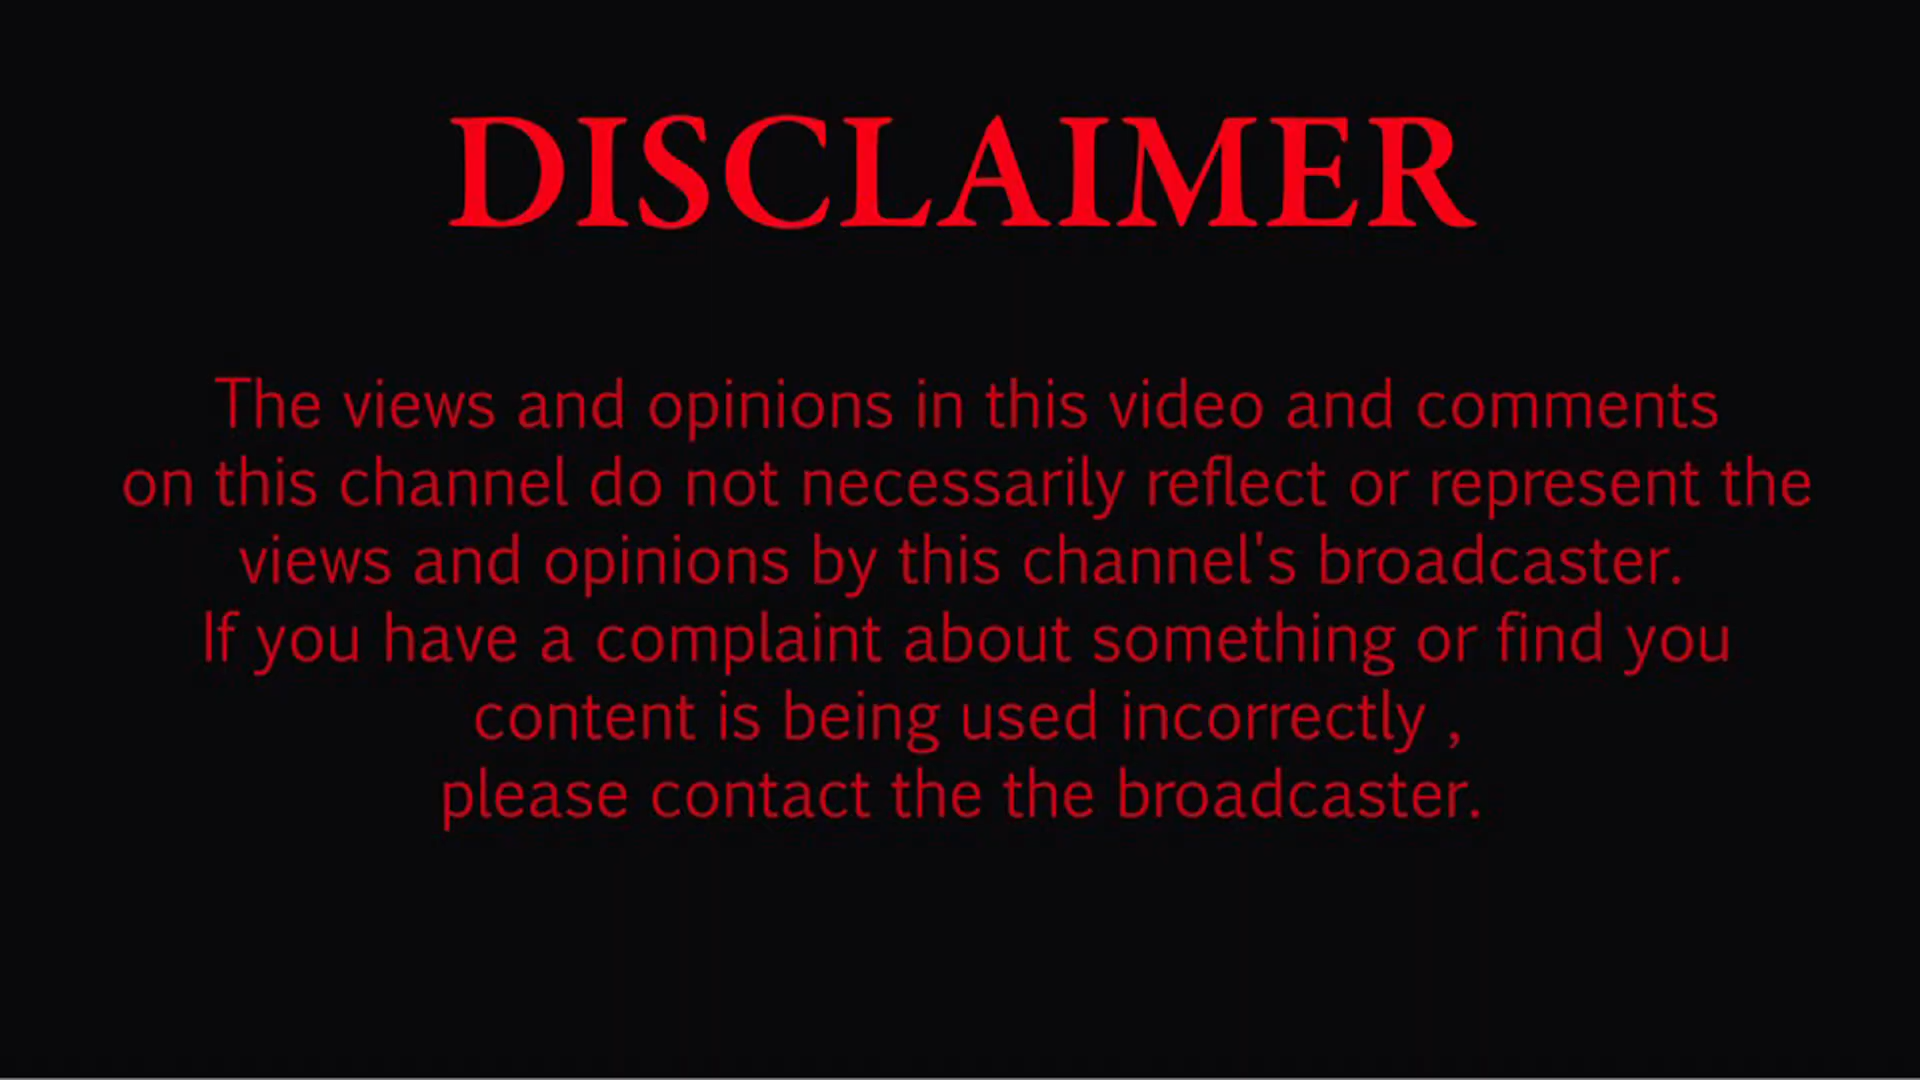 DISCLAIMER
The views and opinions in this video and comments
on this channel do not necessarily reflect or represent the
views and opinions by this channel's broadcaster.
If you have a complaint about something or find you
content is being used incorrectly ,
please contact the the broadcaster.